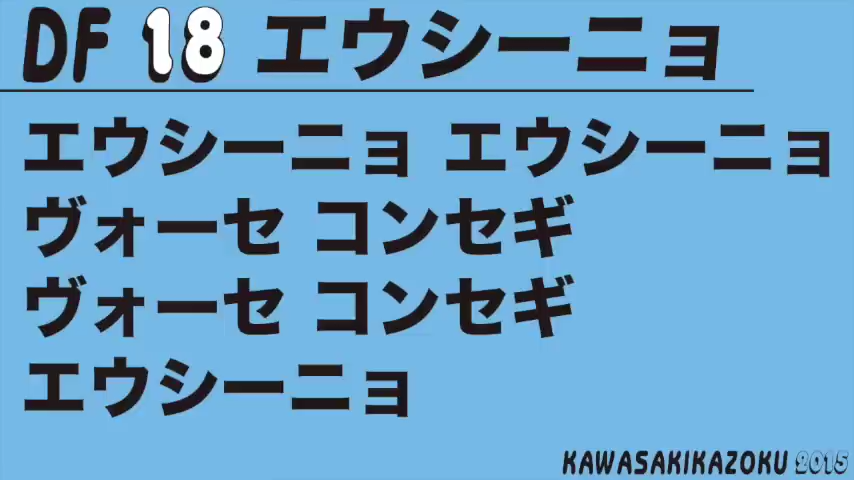 DF 18 エウシーニョ
エウシーニョ エウシーニョ
ヴォーセ コンセギ
ヴォーセ コンセギ
エウシーニョ
KAWASAKIKAZOKU 2015